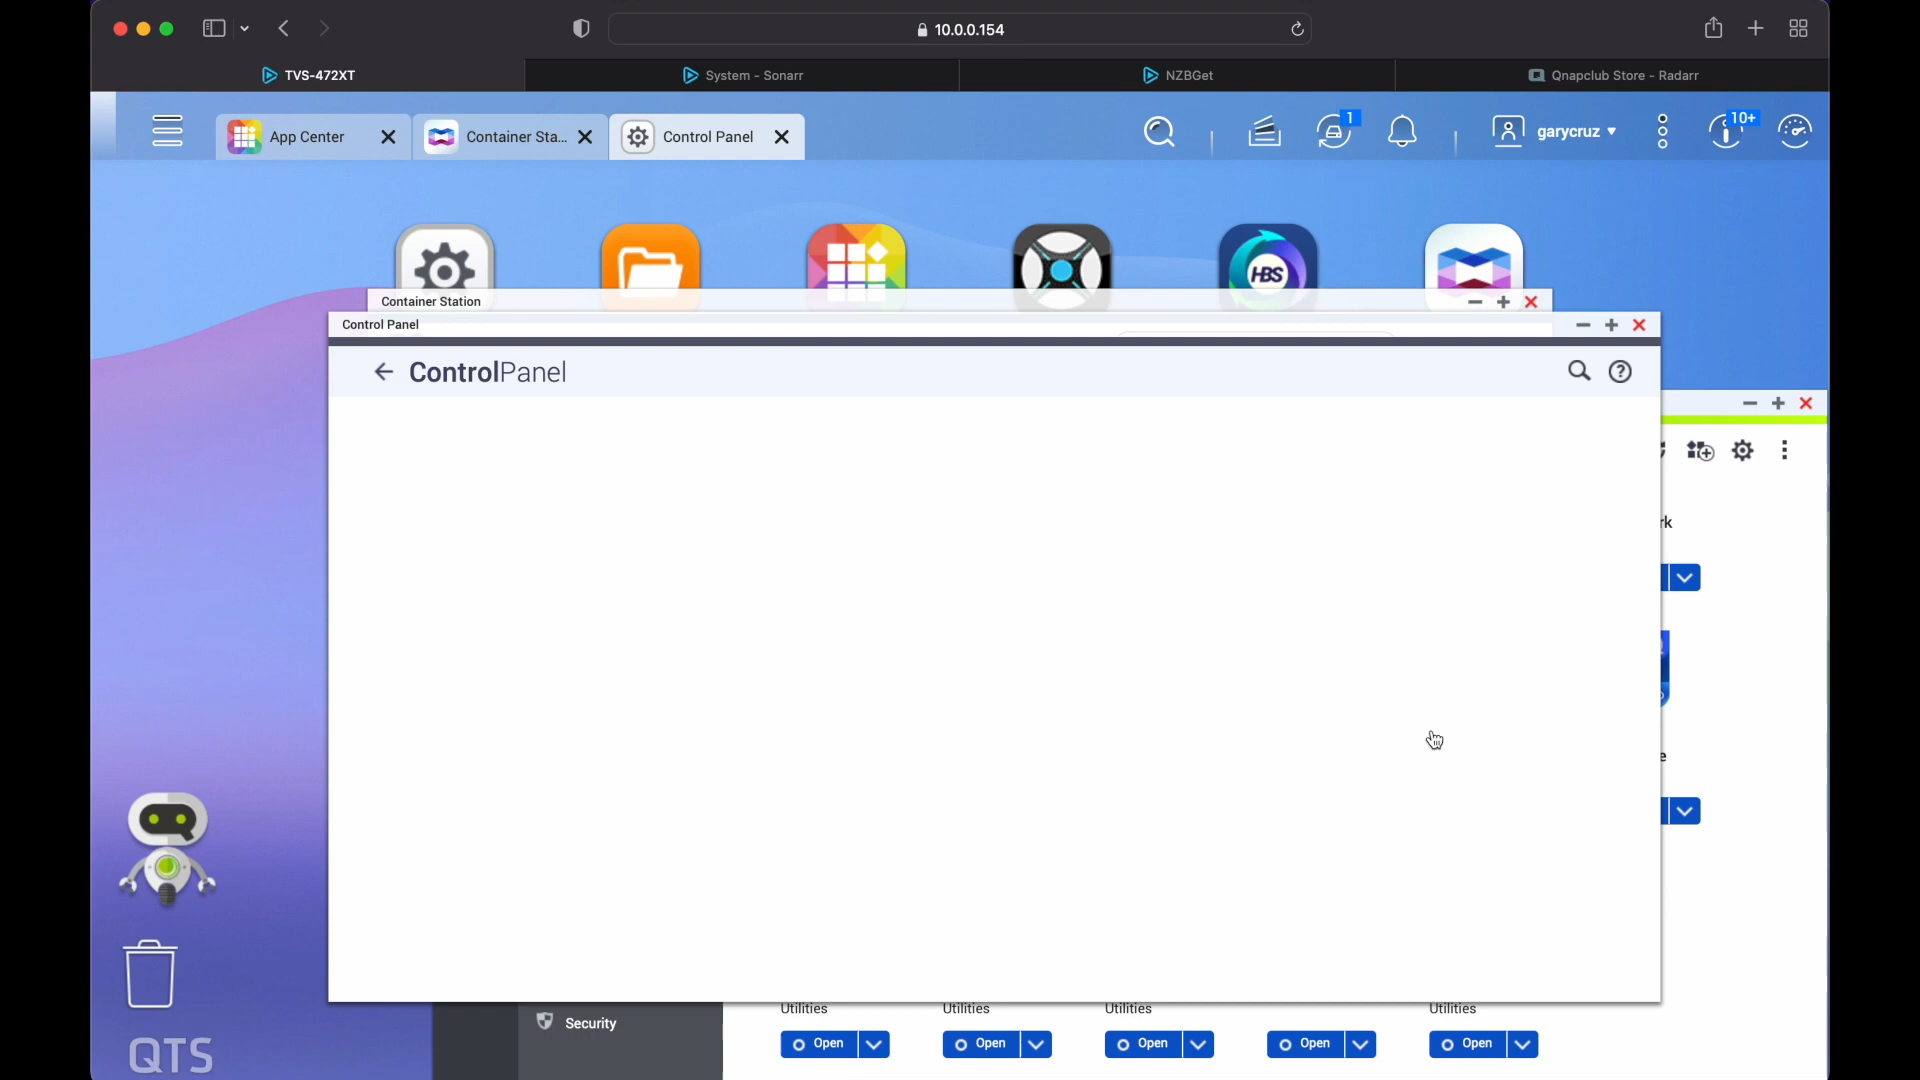 10.0.0.154
TVS-472XT
System - Sonarr
NZBGet
Qnapclub Store - Radarr
App Center
Container Sta...
Control Panel
1
garycruz
10+
HBS
Container Station
Control Panel
ControlPanel
rk
e
Utilities
Utilities
Utilities
Utilities
Security
Open
Open
Open
Open
Open
QTS